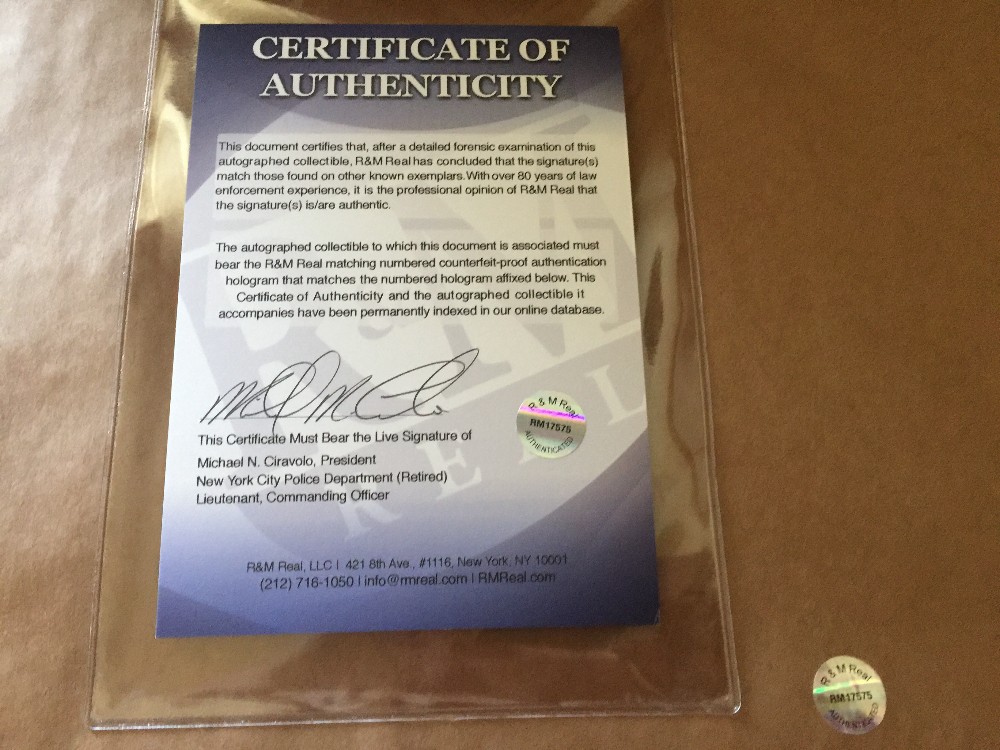 CERTIFICATE OF
AUTHENTICITY
This document certifies that, after a detailed forensic examination of this
autographed collectible, R&M Real has concluded that the signature(s)
match those found on other known exemplars. With over 80 years of law
enforcement experience, it is the professional opinion of R&M Real that
the signature(s) is/are authentic.
The autographed collectible to which this document is associated must
bear the R&M Real matching numbered counterfeit-proof authentication
hologram that matches the numbered hologram affixed below. This
Certificate of Authenticity and the autographed collectible it
accompanies have been permanently indexed in our online database.
R&M
REAL
R & M Real
RM17575
AUTHENTICATED
This Certificate Must Bear the Live Signature of
Michael N. Ciravolo, President
New York City Police Department (Retired)
Lieutenant, Commanding Officer
R&M Real, LLC | 421 8th Ave., #1116, New York, NY 10001
(212) 716-1050 | info@rmreal.com | RMReal.com
R & M Real
RM17575
AUTHENTICATED